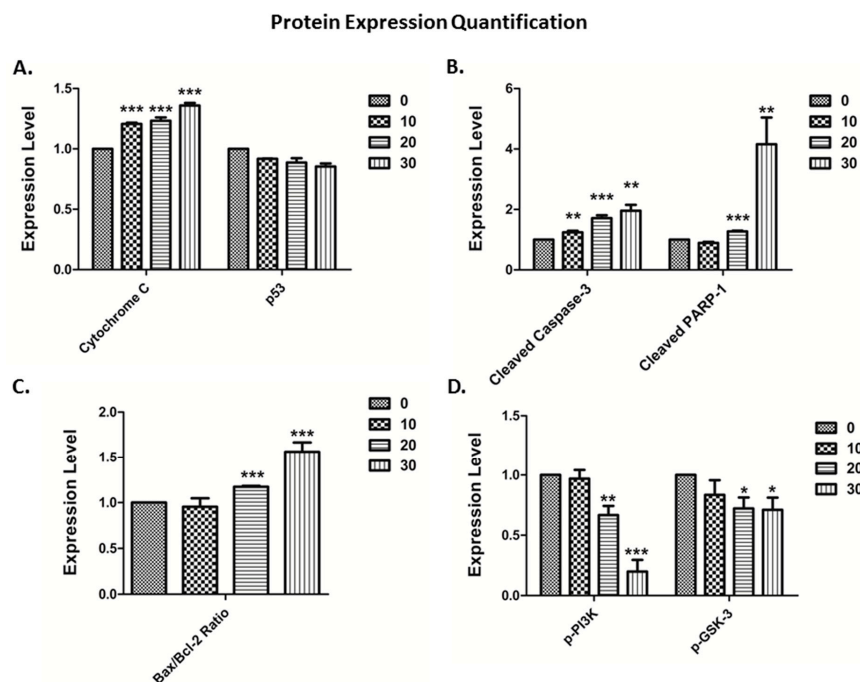 Protein Expression Quantification
A.
Expression Level
1.5
1.0
0.5
0.0
*** *** ***
Cytochrome C
p53
0
10
20
30
B.
Expression Level
6
4
2
0
** *** **
*** **
Cleaved Caspase-3
Cleaved PARP-1
0
10
20
30
C.
Expression Level
2.0
1.5
1.0
0.5
0.0
*** ***
Bax/Bcl-2 Ratio
0
10
20
30
D.
Expression Level
1.5
1.0
0.5
0.0
** ***
* *
p-PI3K
p-GSK-3
0
10
20
30